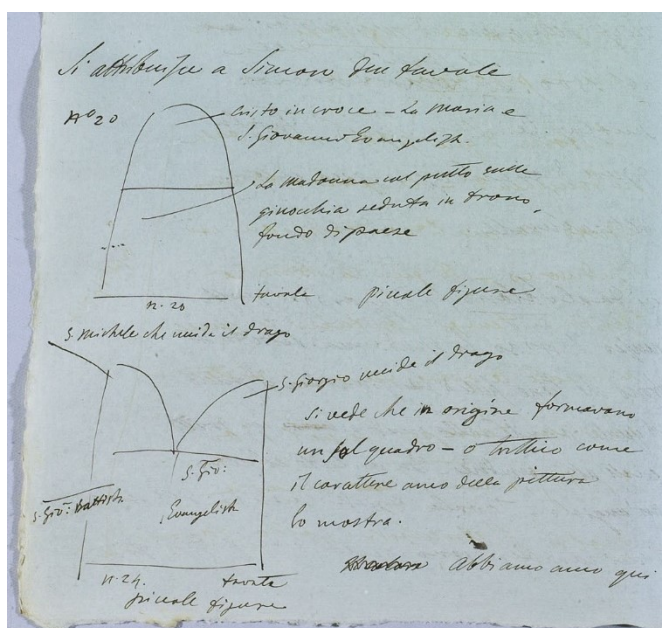 Si attribuisce a Simon due tavole
No 20
Cristo in croce – La Maria e
S. Giovanni Evangelista.
La Madonna col putto sulle
ginocchia seduta in trono,
fondo di paese
n. 20
tavola piccole figure
S. Michele che uccide il drago
S. Giorgio uccide il drago
Si vede che in origine formavano
un sol quadro – o trittico come
il carattere anco della pittura
lo mostra.
S. Gio: Battista
S. Gio:
Evangelista
n. 24. tavola
piccole figure
Abbiamo anco qui